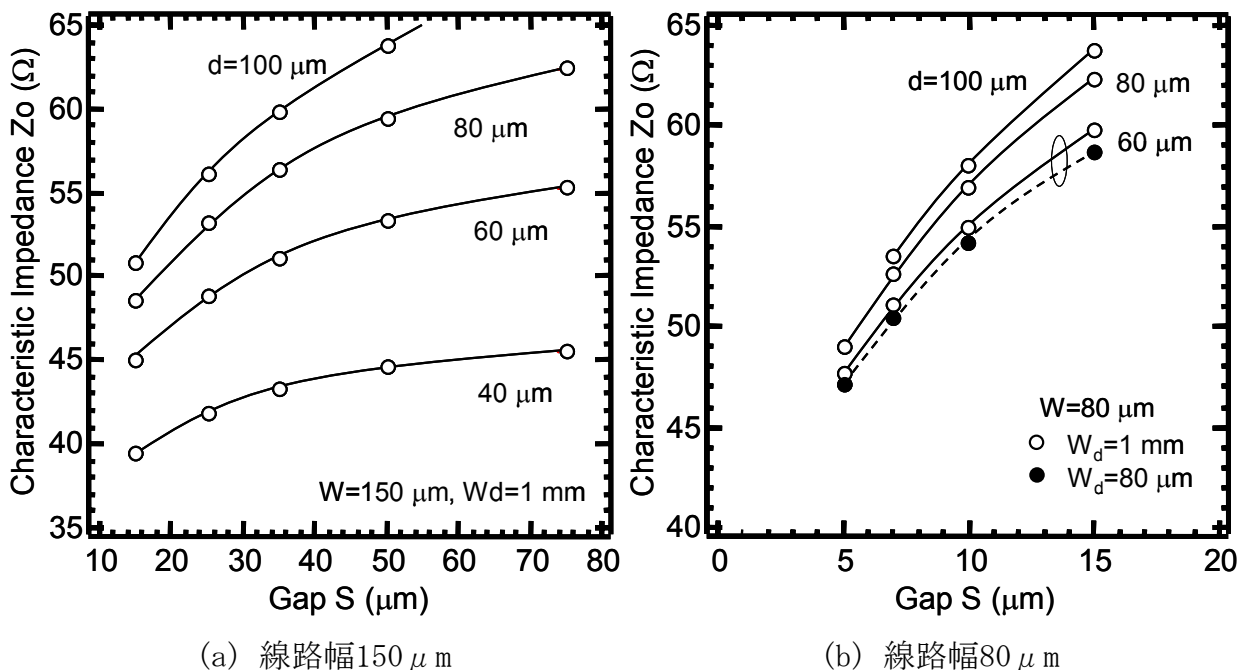 65
60
55
50
45
40
35
10 20 30 40 50 60 70 80
Characteristic Impedance Zo (Ω)
Gap S (μm)
d=100 μm
80 μm
60 μm
40 μm
W=150 μm, Wd=1 mm
(a) 線路幅150μm
65
60
55
50
45
40
0 5 10 15 20
Characteristic Impedance Zo (Ω)
Gap S (μm)
d=100 μm
80 μm
60 μm
W=80 μm
W_d=1 mm
W_d=80 μm
(b) 線路幅80μm